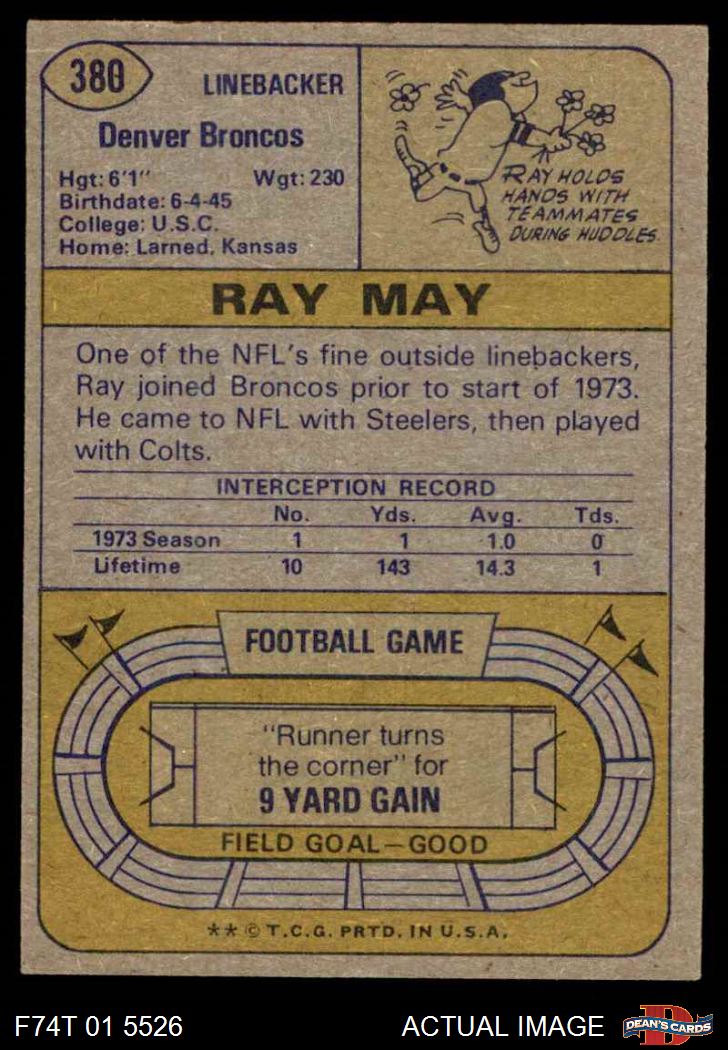 380
LINEBACKER
Denver Broncos
Hgt: 6'1" Wgt: 230
Birthdate: 6-4-45
College: U.S.C.
Home: Larned, Kansas
RAY HOLDS
HANDS WITH
TEAMMATES
DURING HUDDLES.
RAY MAY
One of the NFL's fine outside linebackers,
Ray joined Broncos prior to start of 1973.
He came to NFL with Steelers, then played
with Colts.
INTERCEPTION RECORD
No. Yds. Avg. Tds.
1973 Season 1 1 1.0 0
Lifetime 10 143 14.3 1
FOOTBALL GAME
"Runner turns
the corner" for
9 YARD GAIN
FIELD GOAL—GOOD
** © T.C.G. PRTD. IN U.S.A.
F74T 01 5526 ACTUAL IMAGE
D
DEAN'S CARDS